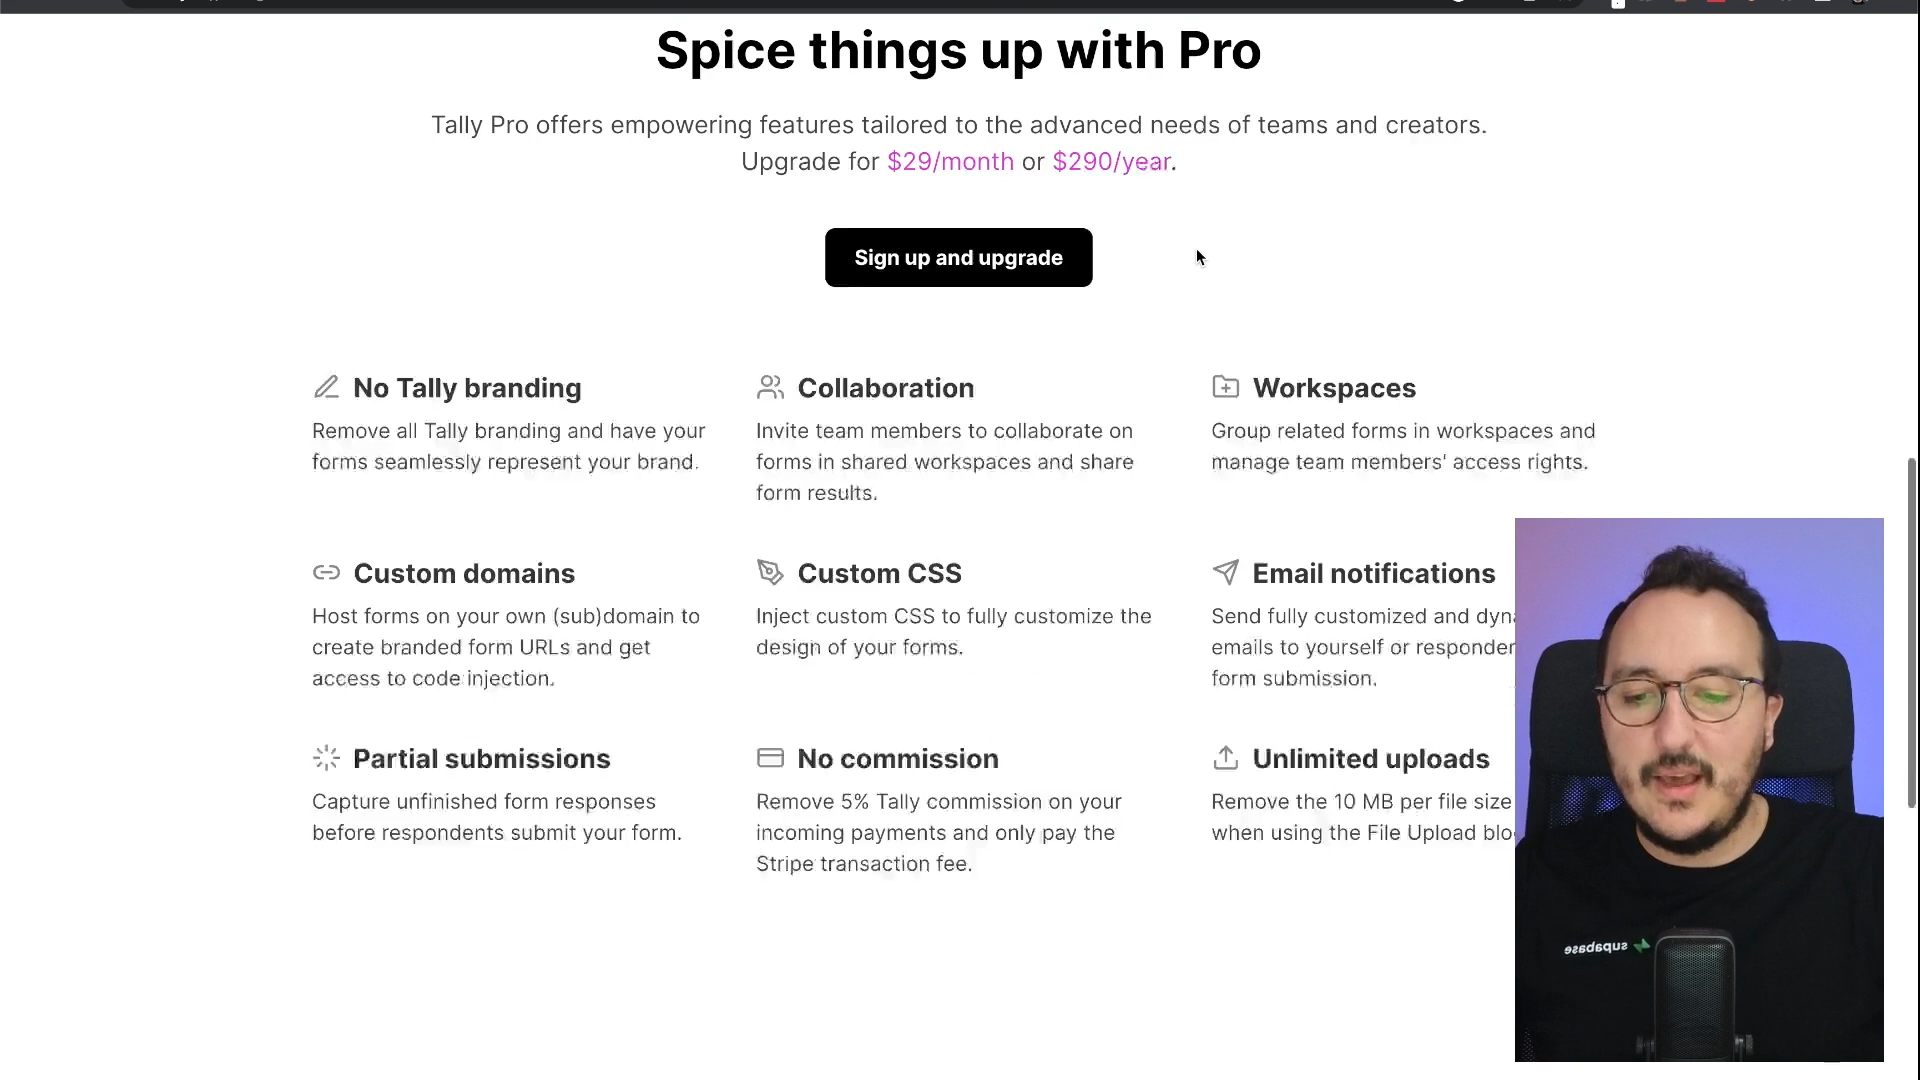 Spice things up with Pro
Tally Pro offers empowering features tailored to the advanced needs of teams and creators.
Upgrade for $29/month or $290/year.
Sign up and upgrade
No Tally branding
Remove all Tally branding and have your
forms seamlessly represent your brand.
Collaboration
Invite team members to collaborate on
forms in shared workspaces and share
form results.
Workspaces
Group related forms in workspaces and
manage team members' access rights.
Custom domains
Host forms on your own (sub)domain to
create branded form URLs and get
access to code injection.
Custom CSS
Inject custom CSS to fully customize the
design of your forms.
Email notifications
Send fully customized and
emails to yourself or
form submission.
Partial submissions
Capture unfinished form responses
before respondents submit your form.
No commission
Remove 5% Tally commission on your
incoming payments and only pay the
Stripe transaction fee.
Unlimited uploads
Remove the 10 MB per file size
when using the File Upload
supabase